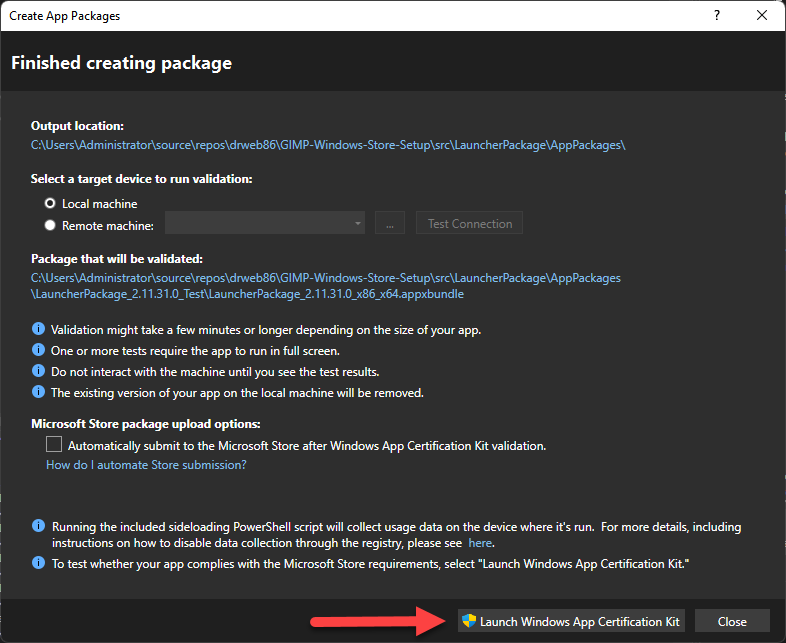 Create App Packages
?
Finished creating package
Output location:
C:\Users\Administrator\source\repos\drweb86\GIMP-Windows-Store-Setup\src\LauncherPackage\AppPackages\
Select a target device to run validation:
Local machine
Remote machine:
...
Test Connection
Package that will be validated:
C:\Users\Administrator\source\repos\drweb86\GIMP-Windows-Store-Setup\src\LauncherPackage\AppPackages
\LauncherPackage_2.11.31.0_Test\LauncherPackage_2.11.31.0_x86_x64.appxbundle
Validation might take a few minutes or longer depending on the size of your app.
One or more tests require the app to run in full screen.
Do not interact with the machine until you see the test results.
The existing version of your app on the local machine will be removed.
Microsoft Store package upload options:
Automatically submit to the Microsoft Store after Windows App Certification Kit validation.
How do I automate Store submission?
Running the included sideloading PowerShell script will collect usage data on the device where it's run. For more details, including
instructions on how to disable data collection through the registry, please see here.
To test whether your app complies with the Microsoft Store requirements, select "Launch Windows App Certification Kit."
Launch Windows App Certification Kit
Close